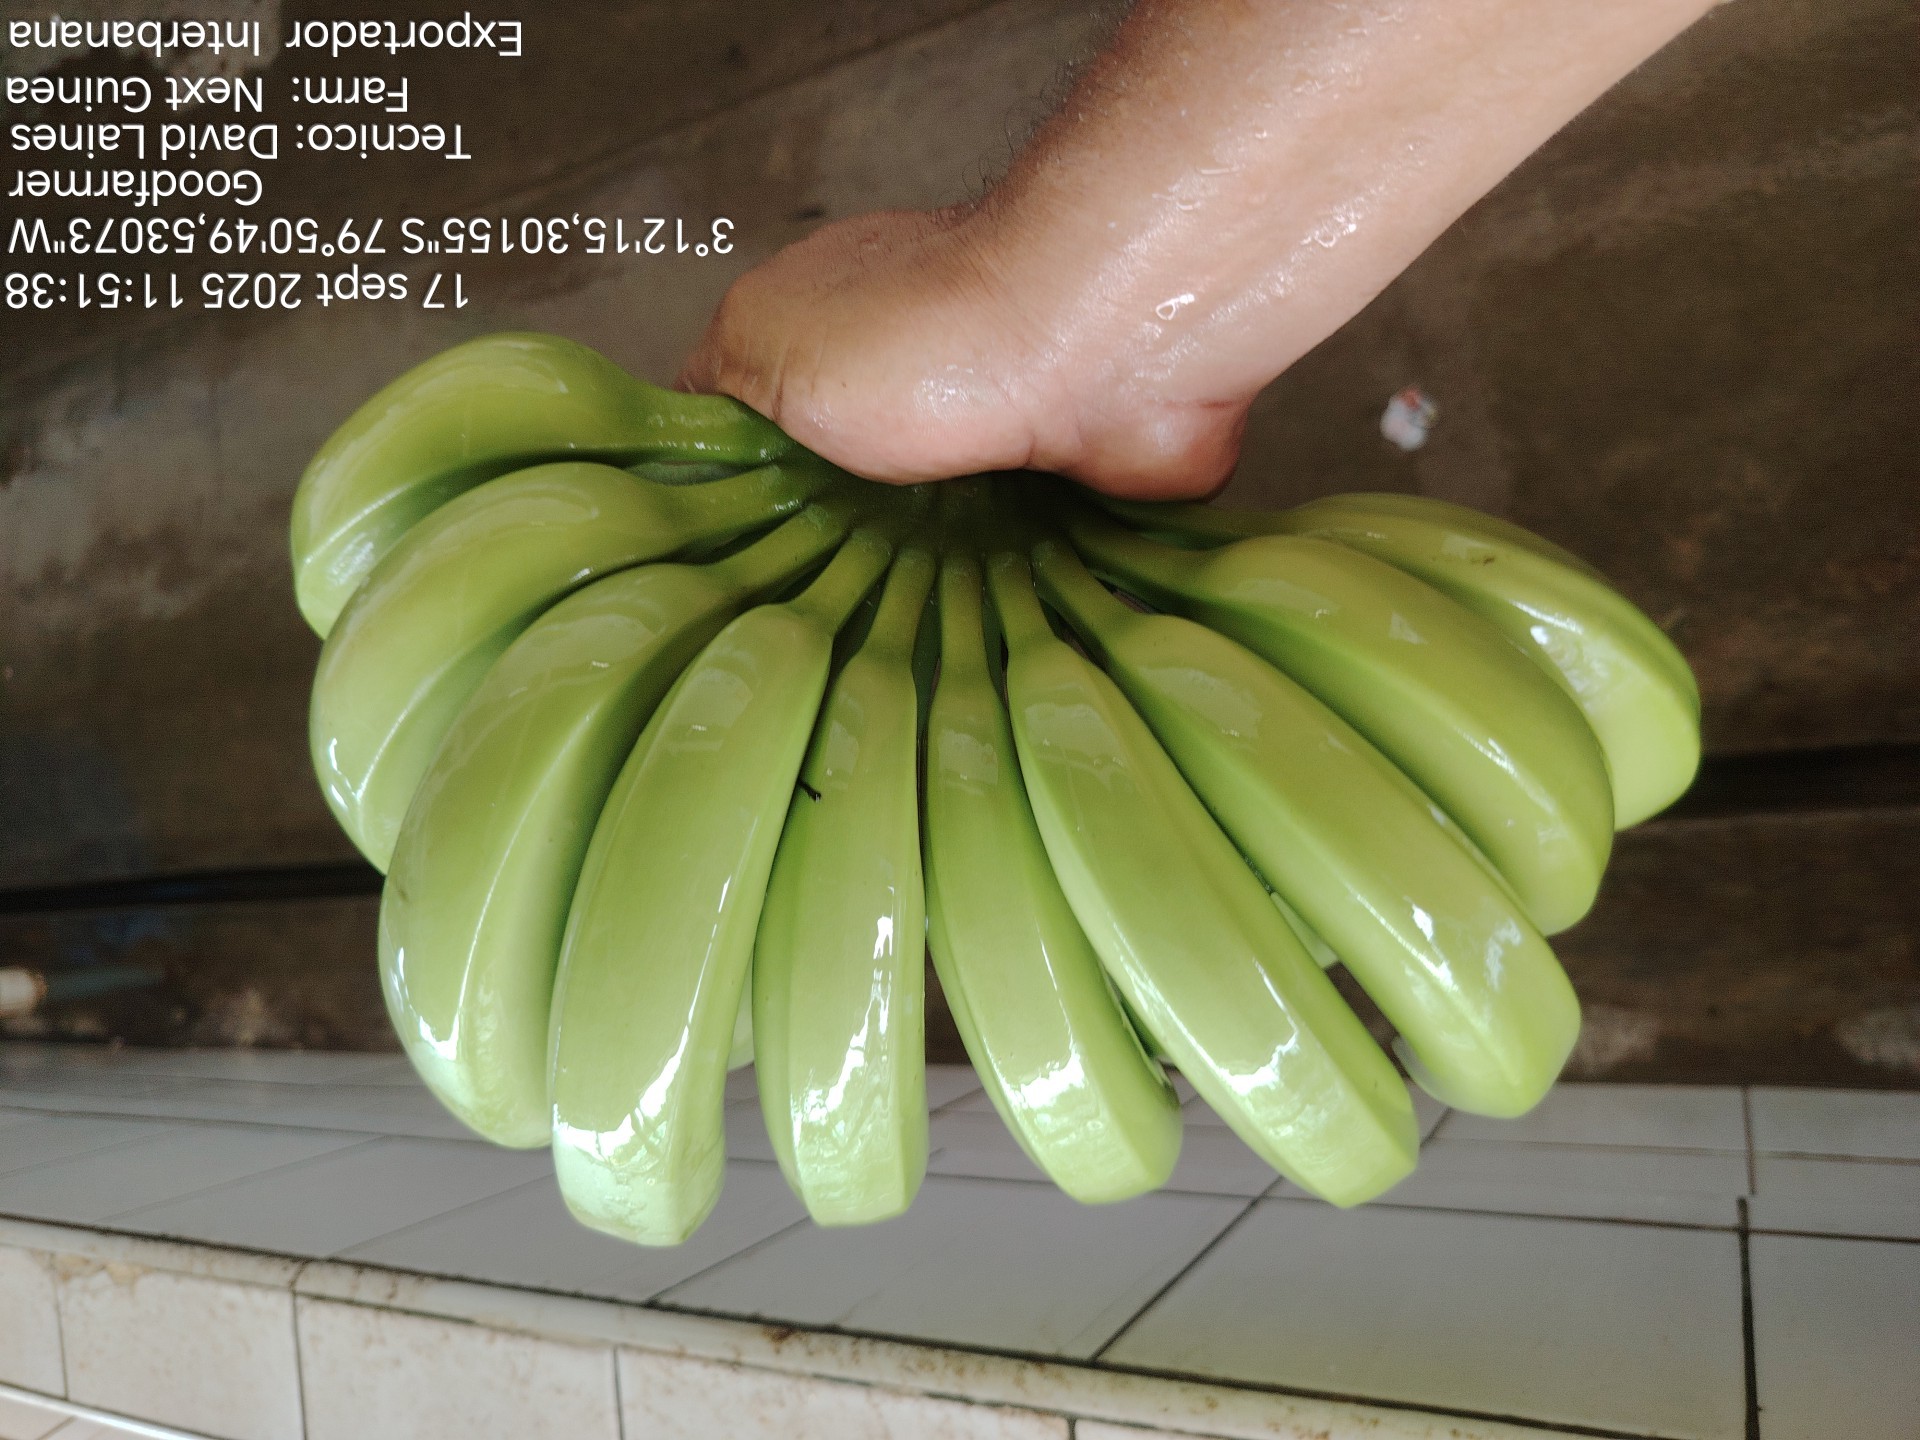 17 sept 2025 11:51:38
3°12'15,30155"S 79°50'49,53073"W
Goodfarmer
Tecnico: David Laines
Farm: Next Guinea
Exportador Interbanana